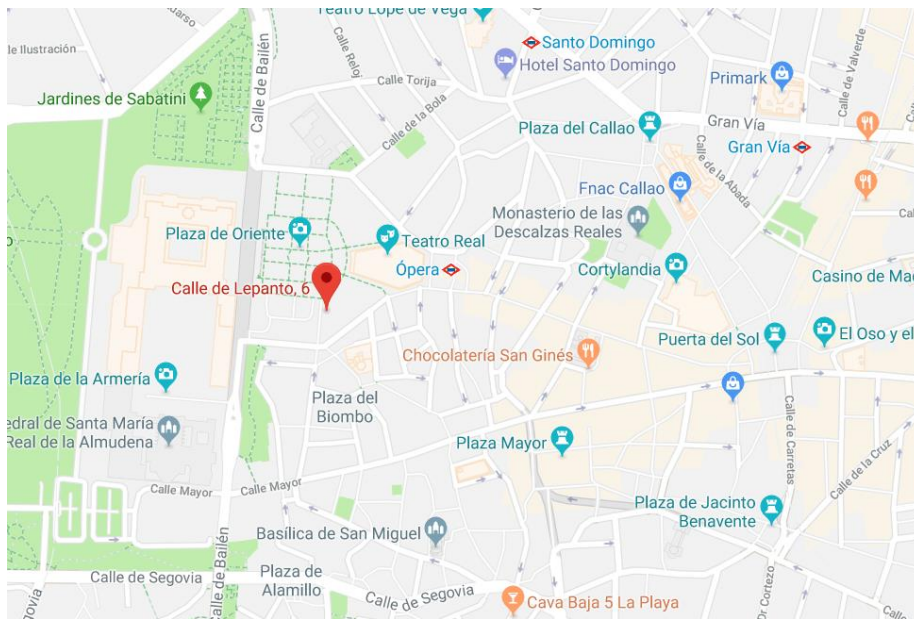 Teatro Lope de Vega
Santo Domingo
Hotel Santo Domingo
lle Ilustración
Calle de Bailén
Calle Reloj
Calle Torija
Primark
Calle de Valverde
Jardines de Sabatini
Calle de la Bola
Plaza del Callao
Gran Vía
Gran Vía
Calle de la Abada
Fnac Callao
Plaza de Oriente
Teatro Real
Monasterio de las
Descalzas Reales
Call
Ópera
Cortylandia
Casino de Ma
Calle de Lepanto, 6
Puerta del Sol
El Oso y el
Chocolatería San Ginés
Plaza de la Armería
Plaza del
Biombo
edral de Santa María
Real de la Almudena
Plaza Mayor
Calle de Carretas
Calle de la Cruz
Calle Mayor
Calle Mayor
Plaza de Jacinto
Benavente
Basílica de San Miguel
Calle de Bailén
Calle de Segovia
Plaza de
Alamillo
Calle de Segovia
Cava Baja 5 La Playa
Dr Cortezo
govia